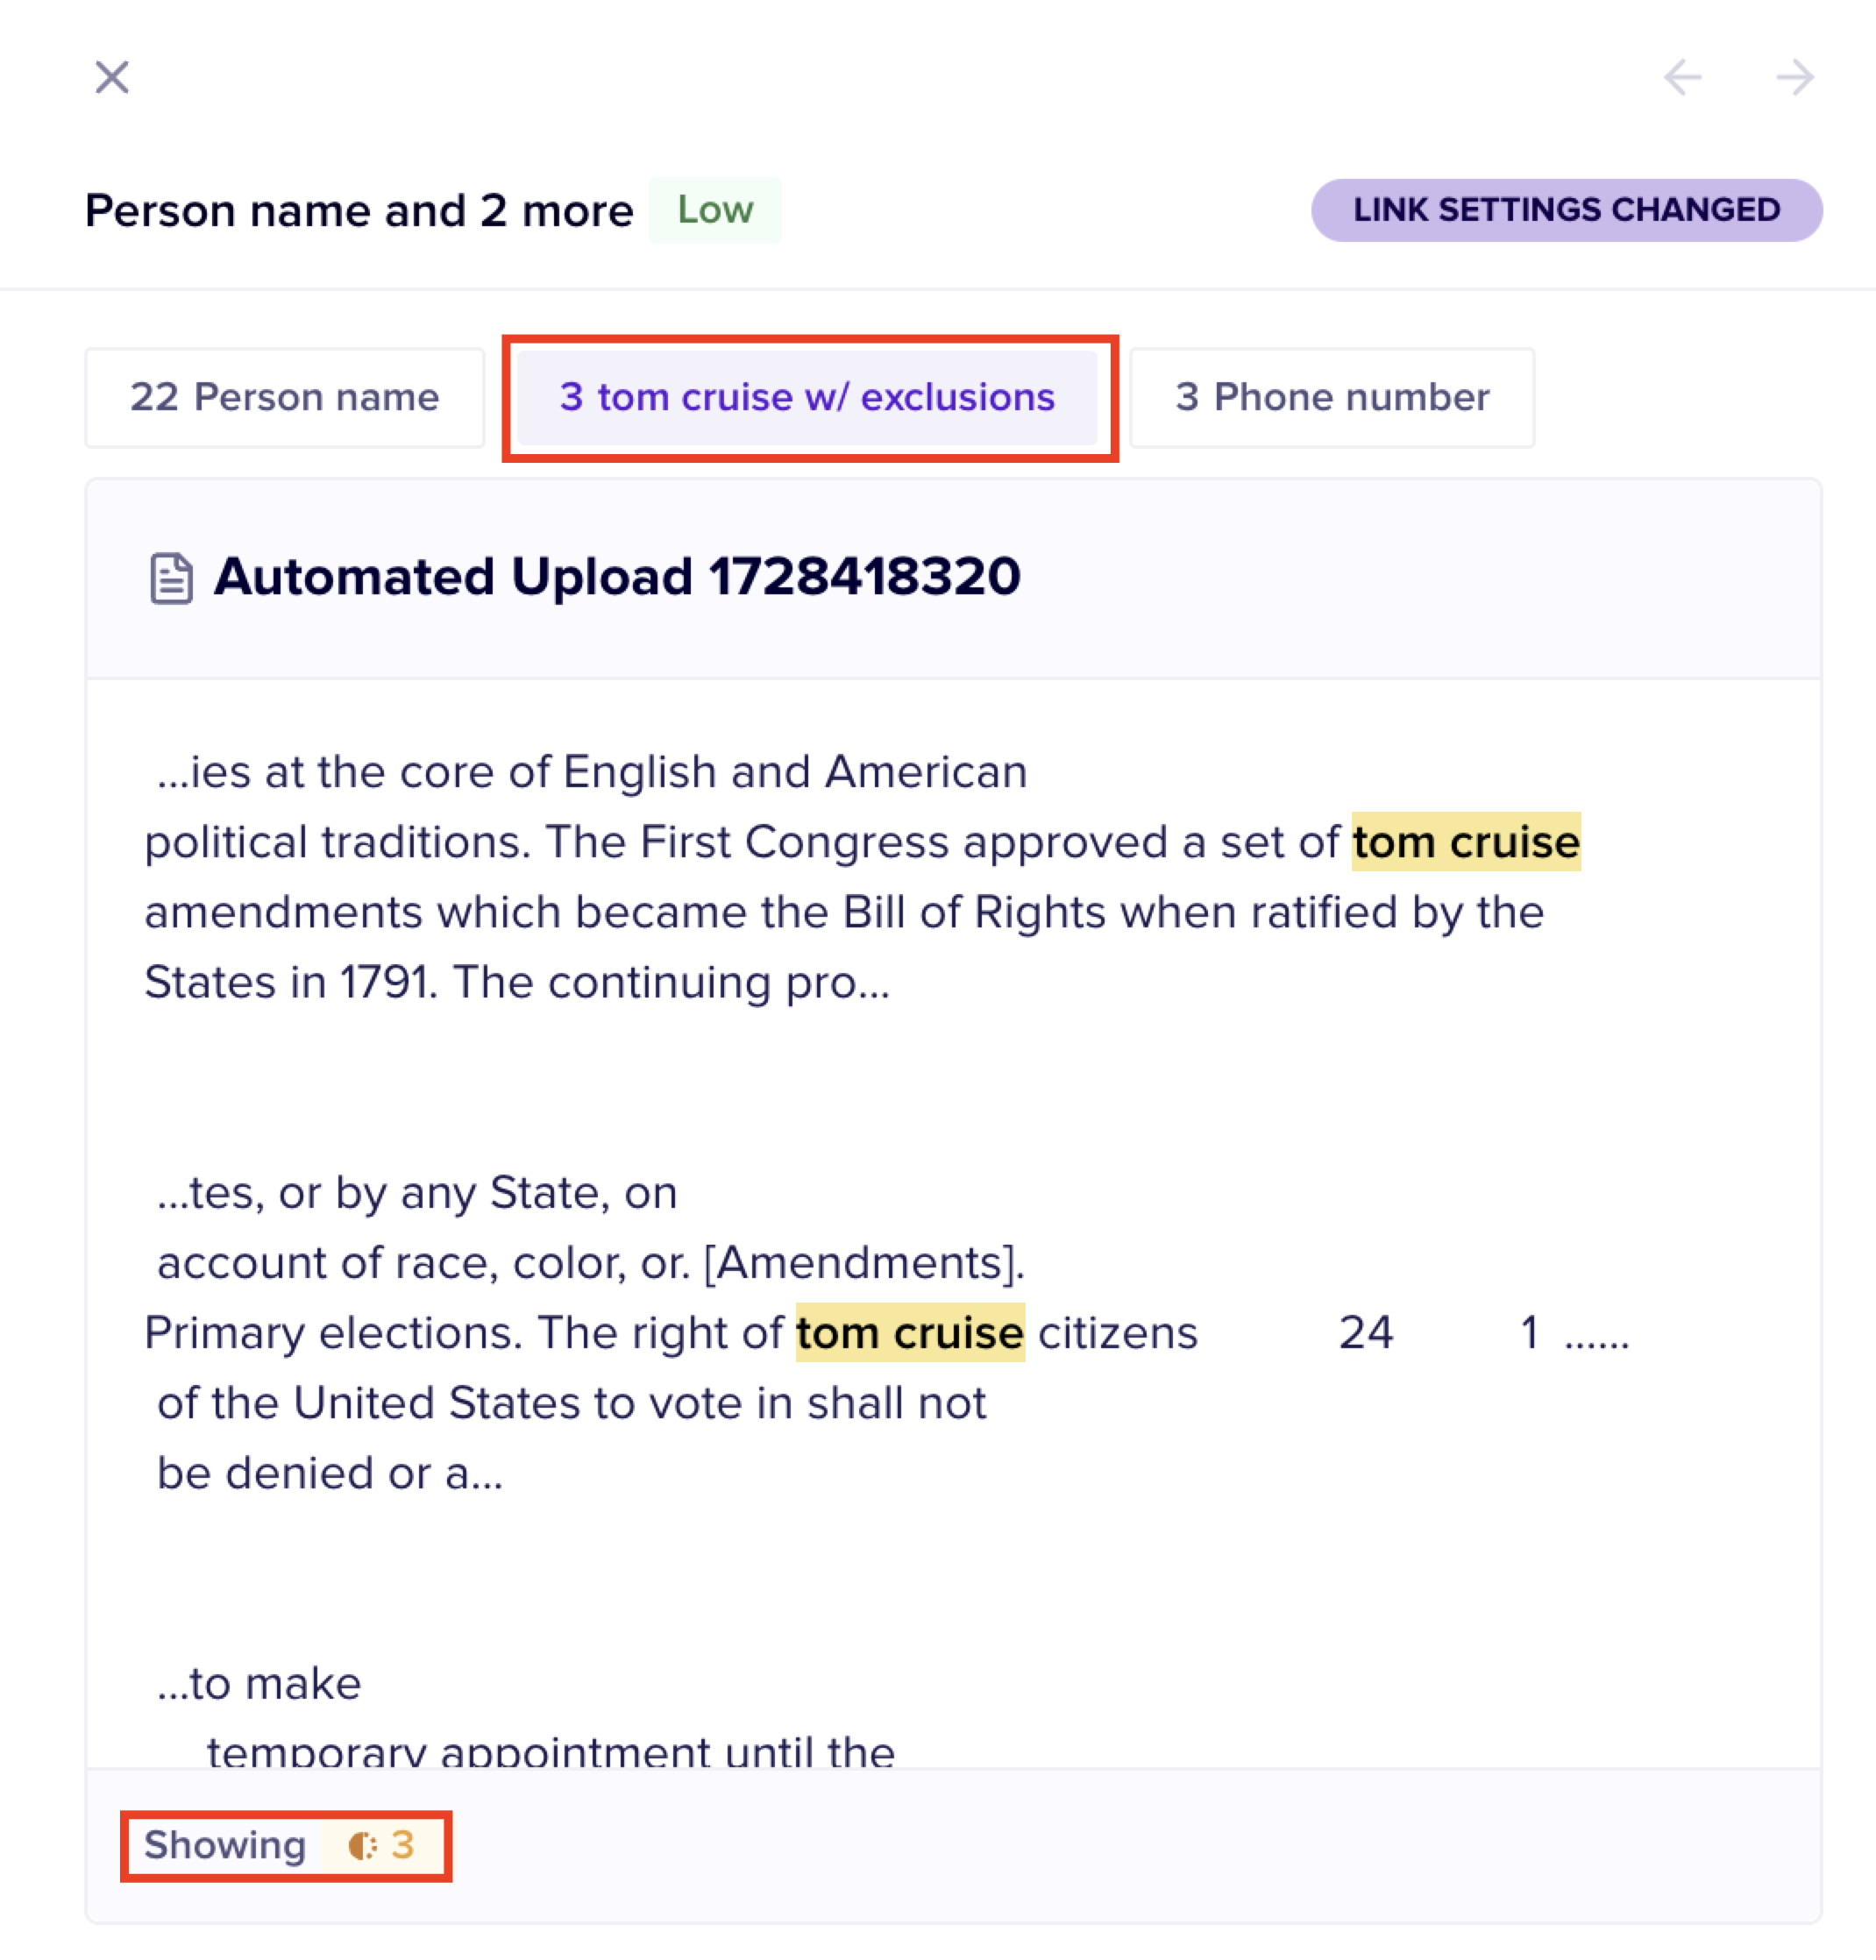 Person name and 2 more Low LINK SETTINGS CHANGED
22 Person name 3 tom cruise w/ exclusions 3 Phone number
Automated Upload 1728418320
...ies at the core of English and American
political traditions. The First Congress approved a set of tom cruise
amendments which became the Bill of Rights when ratified by the
States in 1791. The continuing pro...
...tes, or by any State, on
account of race, color, or. [Amendments].
Primary elections. The right of tom cruise citizens 24 1 ......
of the United States to vote in shall not
be denied or a...
...to make
temporary appointment until the
Showing 3